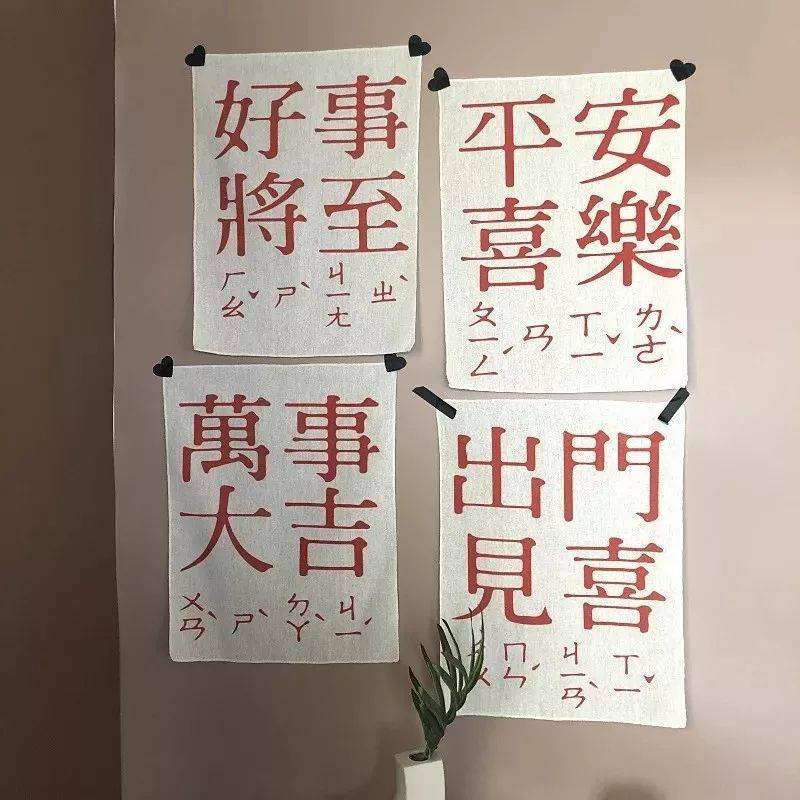 好事
將至
ㄏㄠˇ ㄕˋ ㄐㄧㄤ ㄓˋ
平安
喜樂
ㄆㄧㄥˊ ㄢ ㄒㄧˇ ㄌㄜˋ
萬事
大吉
ㄨㄢˋ ㄕˋ ㄉㄚˋ ㄐㄧˊ
出門
見喜
ㄇㄣˊ ㄐㄧㄢˋ ㄒㄧˇ